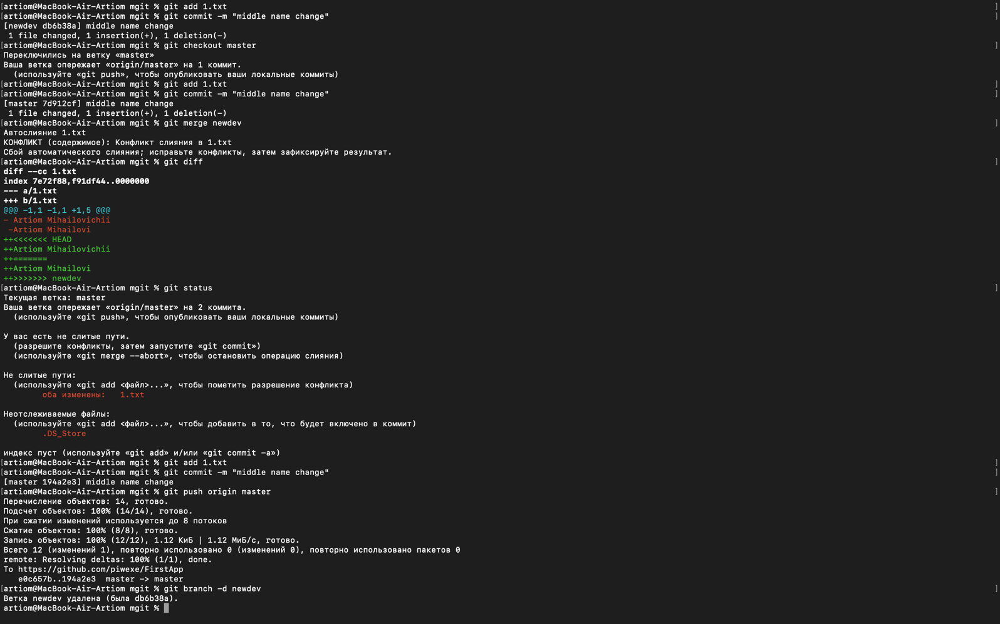 [artiom@MacBook-Air-Artiom mgit % git add 1.txt ]
[artiom@MacBook-Air-Artiom mgit % git commit -m "middle name change" ]
[newdev db6b38a] middle name change
 1 file changed, 1 insertion(+), 1 deletion(-)
[artiom@MacBook-Air-Artiom mgit % git checkout master ]
Переключились на ветку «master»
Ваша ветка опережает «origin/master» на 1 коммит.
  (используйте «git push», чтобы опубликовать ваши локальные коммиты)
[artiom@MacBook-Air-Artiom mgit % git add 1.txt ]
[artiom@MacBook-Air-Artiom mgit % git commit -m "middle name change" ]
[master 7d912cf] middle name change
 1 file changed, 1 insertion(+), 1 deletion(-)
[artiom@MacBook-Air-Artiom mgit % git merge newdev ]
Автослияние 1.txt
КОНФЛИКТ (содержимое): Конфликт слияния в 1.txt
Сбой автоматического слияния; исправьте конфликты, затем зафиксируйте результат.
[artiom@MacBook-Air-Artiom mgit % git diff ]
diff --cc 1.txt
index 7e72f88,f91df44..0000000
--- a/1.txt
+++ b/1.txt
@@@ -1,1 -1,1 +1,5 @@@
- Artiom Mihailovichii
 -Artiom Mihailovi
++<<<<<<< HEAD
++Artiom Mihailovichii
++=======
++Artiom Mihailovi
++>>>>>>> newdev
[artiom@MacBook-Air-Artiom mgit % git status ]
Текущая ветка: master
Ваша ветка опережает «origin/master» на 2 коммита.
  (используйте «git push», чтобы опубликовать ваши локальные коммиты)

У вас есть не слитые пути.
  (разрешите конфликты, затем запустите «git commit»)
  (используйте «git merge --abort», чтобы остановить операцию слияния)

Не слитые пути:
  (используйте «git add <файл>...», чтобы пометить разрешение конфликта)
        оба изменены:   1.txt

Неотслеживаемые файлы:
  (используйте «git add <файл>...», чтобы добавить в то, что будет включено в коммит)
        .DS_Store

индекс пуст (используйте «git add» и/или «git commit -a»)
[artiom@MacBook-Air-Artiom mgit % git add 1.txt ]
[artiom@MacBook-Air-Artiom mgit % git commit -m "middle name change" ]
[master 194a2e3] middle name change
[artiom@MacBook-Air-Artiom mgit % git push origin master ]
Перечисление объектов: 14, готово.
Подсчет объектов: 100% (14/14), готово.
При сжатии изменений используется до 8 потоков
Сжатие объектов: 100% (8/8), готово.
Запись объектов: 100% (12/12), 1.12 КиБ | 1.12 МиБ/с, готово.
Всего 12 (изменений 1), повторно использовано 0 (изменений 0), повторно использовано пакетов 0
remote: Resolving deltas: 100% (1/1), done.
To https://github.com/piwexe/FirstApp
   e0c657b..194a2e3  master -> master
[artiom@MacBook-Air-Artiom mgit % git branch -d newdev ]
Ветка newdev удалена (была db6b38a).
artiom@MacBook-Air-Artiom mgit %